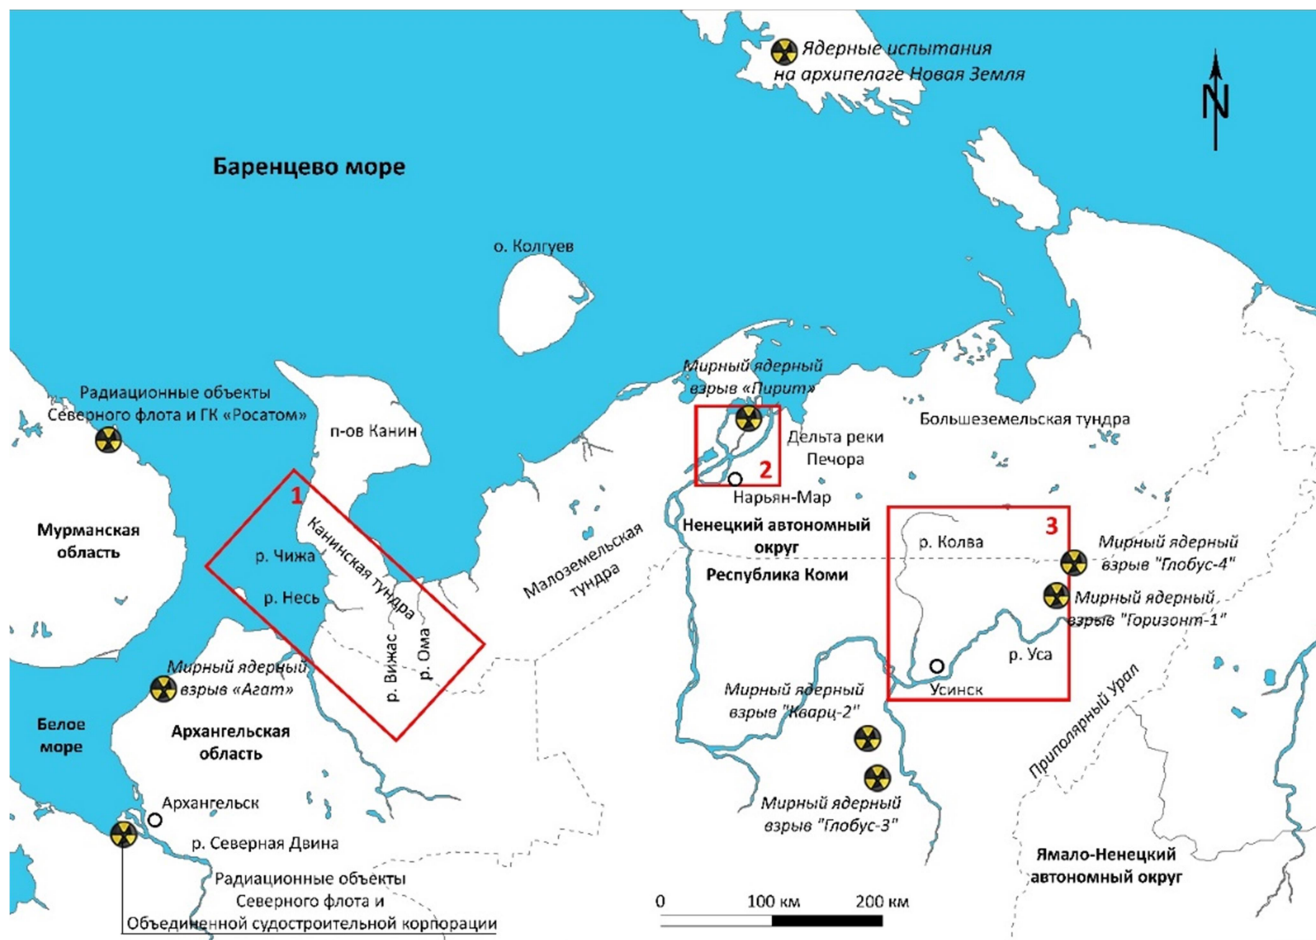 Ядерные испытания
на архипелаге Новая Земля
N
Баренцево море
о. Колгуев
Мирный ядерный
взрыв «Пирит»
Радиационные объекты
Северного флота и ГК «Росатом»
п-ов Канин
Большеземельская тундра
Дельта реки
Печора
2
Нарьян-Мар
1
Мурманская
область
Канинская тундра
р. Чижа
р. Несь
р. Вижас
р. Ома
Малоземельская
тундра
Ненецкий автономный
округ
Республика Коми
3
р. Колва
Мирный ядерный
взрыв "Глобус-4"
Мирный ядерный
взрыв "Горизонт-1"
р. Уса
Усинск
Мирный ядерный
взрыв «Агат»
Мирный ядерный
взрыв "Кварц-2"
Белое
море
Архангельская
область
Приполярный Урал
Мирный ядерный
взрыв "Глобус-3"
Архангельск
р. Северная Двина
Ямало-Ненецкий
автономный округ
Радиационные объекты
Северного флота и
Объединенной судостроительной корпорации
0 100 км 200 км